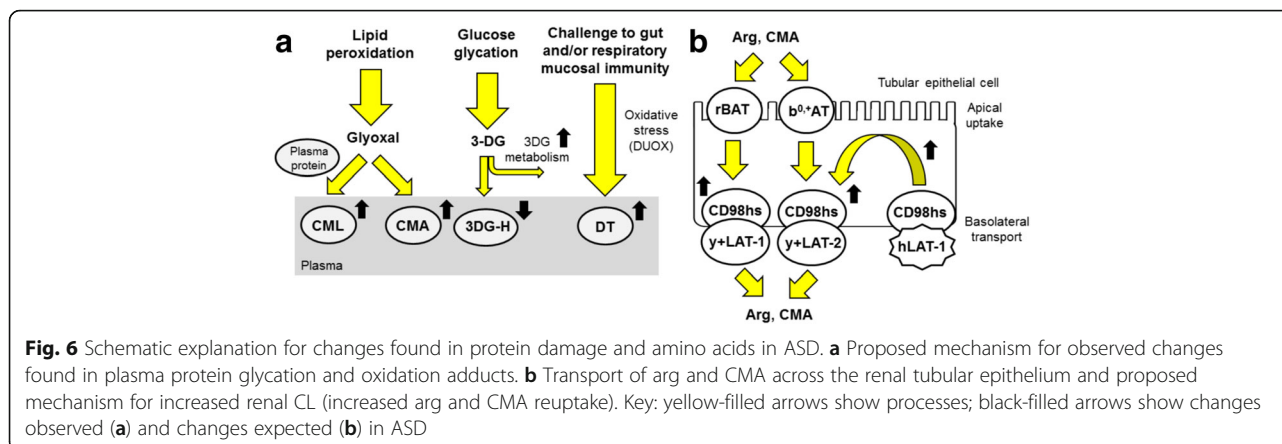 a
Lipid
peroxidation
Glucose
glycation
Challenge to gut
and/or respiratory
mucosal immunity
Glyoxal
Plasma
protein
3-DG
3DG
metabolism
Oxidative
stress
(DUOX)
CML
CMA
3DG-H
DT
Plasma
b
Arg, CMA
Tubular epithelial cell
rBAT
b0,+AT
Apical
uptake
CD98hs
CD98hs
CD98hs
y+LAT-1
y+LAT-2
hLAT-1
Basolateral
transport
Arg, CMA
Fig. 6 Schematic explanation for changes found in protein damage and amino acids in ASD. a Proposed mechanism for observed changes
found in plasma protein glycation and oxidation adducts. b Transport of arg and CMA across the renal tubular epithelium and proposed
mechanism for increased renal CL (increased arg and CMA reuptake). Key: yellow-filled arrows show processes; black-filled arrows show changes
observed (a) and changes expected (b) in ASD